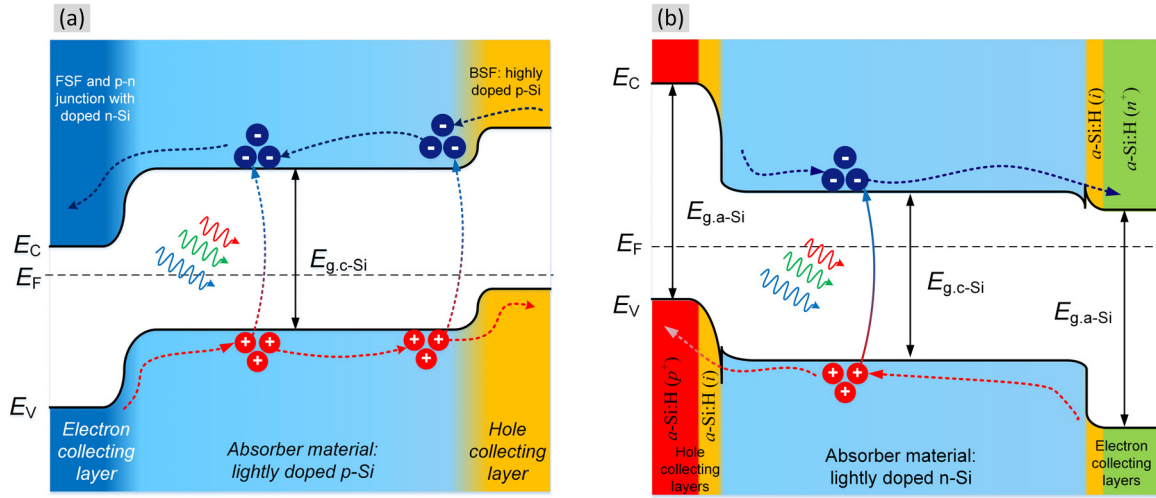 (a)
FSF and p-n
junction with
doped n-Si
BSF: highly
doped p-Si
-
-
-
-
-
-
E_C
E_F
E_g.c-Si
E_V
+
+
+
+
+
+
Electron
collecting
layer
Absorber material:
lightly doped p-Si
Hole
collecting
layer
(b)
E_C
E_g.a-Si
E_F
E_g.c-Si
E_V
E_g.a-Si
-
-
-
+
+
+
a-Si:H (i)
a-Si:H (n⁺)
a-Si:H (p⁺)
a-Si:H (i)
Hole
collecting
layers
Absorber material:
lightly doped n-Si
Electron
collecting
layers